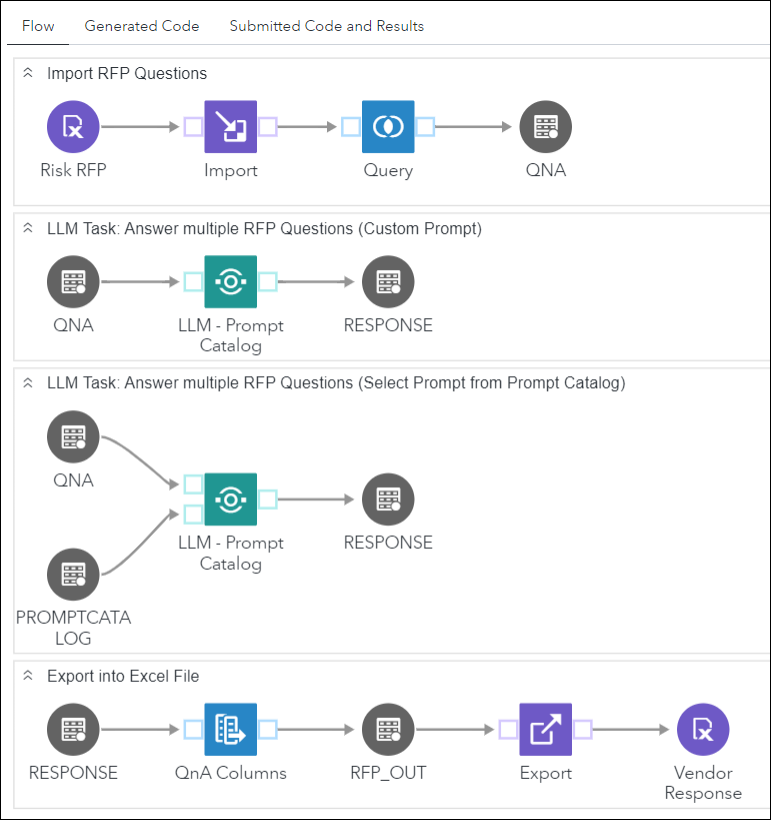 Flow Generated Code Submitted Code and Results
Import RFP Questions
Risk RFP Import Query QNA
LLM Task: Answer multiple RFP Questions (Custom Prompt)
QNA LLM - Prompt RESPONSE
Catalog
LLM Task: Answer multiple RFP Questions (Select Prompt from Prompt Catalog)
QNA
LLM - Prompt RESPONSE
Catalog
PROMPTCATA
LOG
Export into Excel File
RESPONSE QnA Columns RFP_OUT Export Vendor
Response